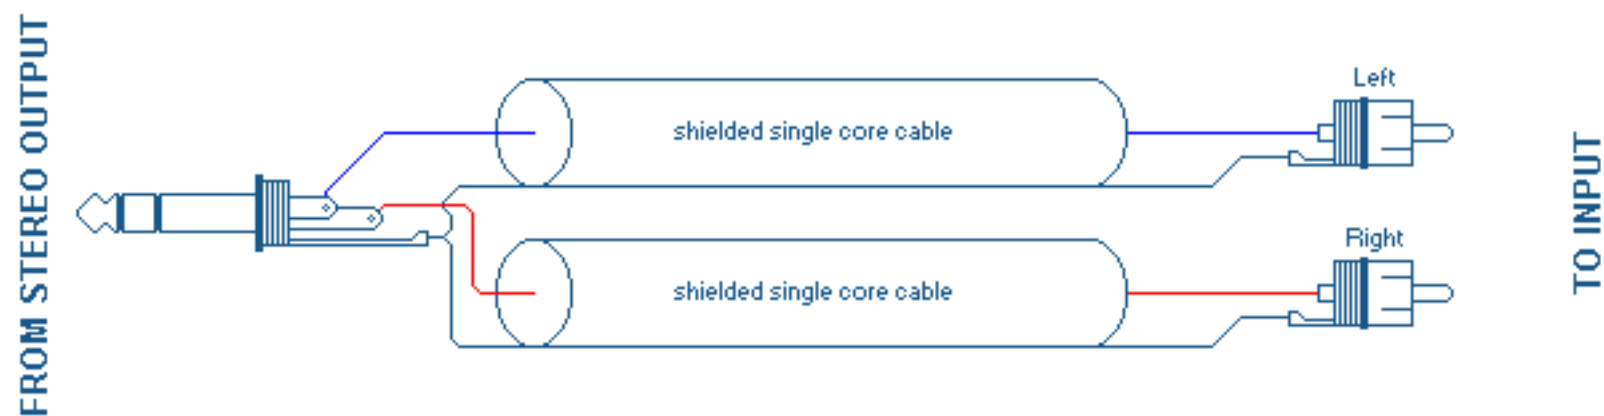 FROM STEREO OUTPUT
Left
shielded single core cable
Right
shielded single core cable
TO INPUT